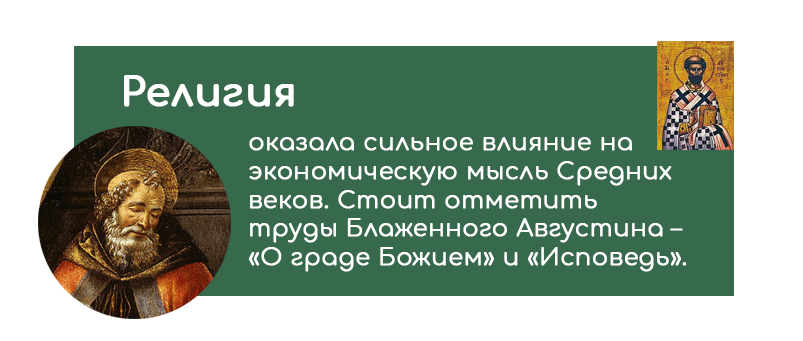 Религия
оказала сильное влияние на
экономическую мысль Средних
веков. Стоит отметить
труды Блаженного Августина –
«О граде Божием» и «Исповедь».